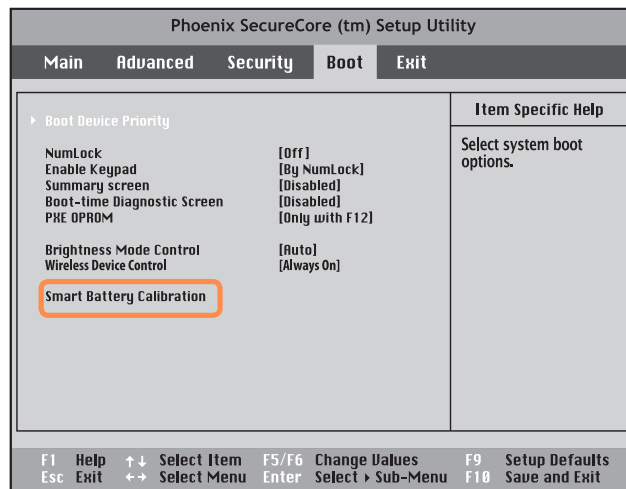 Phoenix SecureCore (tm) Setup Utility
Main Advanced Security Boot Exit
Item Specific Help
Select system boot
options.
▸ Boot Device Priority
NumLock [Off]
Enable Keypad [By NumLock]
Summary screen [Disabled]
Boot-time Diagnostic Screen [Disabled]
PXE OPROM [Only with F12]
Brightness Mode Control [Auto]
Wireless Device Control [Always On]
Smart Battery Calibration
F1 Help ↑↓ Select Item F5/F6 Change Values F9 Setup Defaults
Esc Exit ←→ Select Menu Enter Select ▸ Sub-Menu F10 Save and Exit